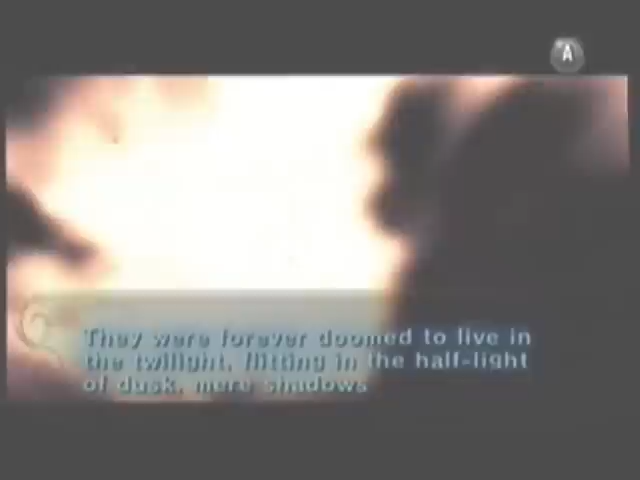 A
They were forever doomed to live in
the twilight, flitting in the half-light
of dusk, mere shadows